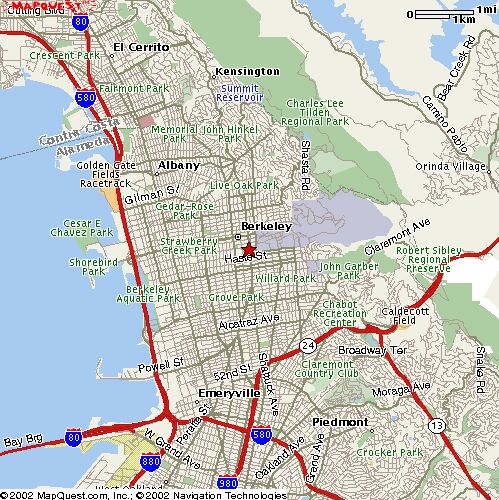 Cutting Blvd
MAPQUEST
80
0
1mi
1km
El Cerrito
Crescent Park
Kensington
580
Fairmont Park
Summit
Reservoir
Bear Creek Rd
Camino Pablo
Charles Lee
Tilden
Regional Park
Contra Costa
Alameda
Memorial
John Hinkel
Park
Shasta Rd
Golden Gate
Fields
Racetrack
Albany
Orinda Village
Gilman St
Live Oak Park
Cedar-Rose
Park
Cesar E
Chavez Park
Berkeley
Claremont Ave
Strawberry
Creek Park
Haste St
Robert Sibley
Regional
Preserve
Shorebird
Park
John Garber
Park
Willard Park
Berkeley
Aquatic Park
Grove Park
Chabot
Recreation
Center
Caldecott
Field
Alcatraz Ave
24
Broadway Ter
Shasta Rd
Powell St
52nd St
Claremont
Country Club
Shattuck Ave
Moraga Ave
Emeryville
Peralta St
Piedmont
13
Bay Brg
80
W Grand Ave
580
Oakland Ave
Grand Ave
Crocker Park
880
980
West Oakland
©2002 MapQuest.com, Inc.; ©2002 Navigation Technologies